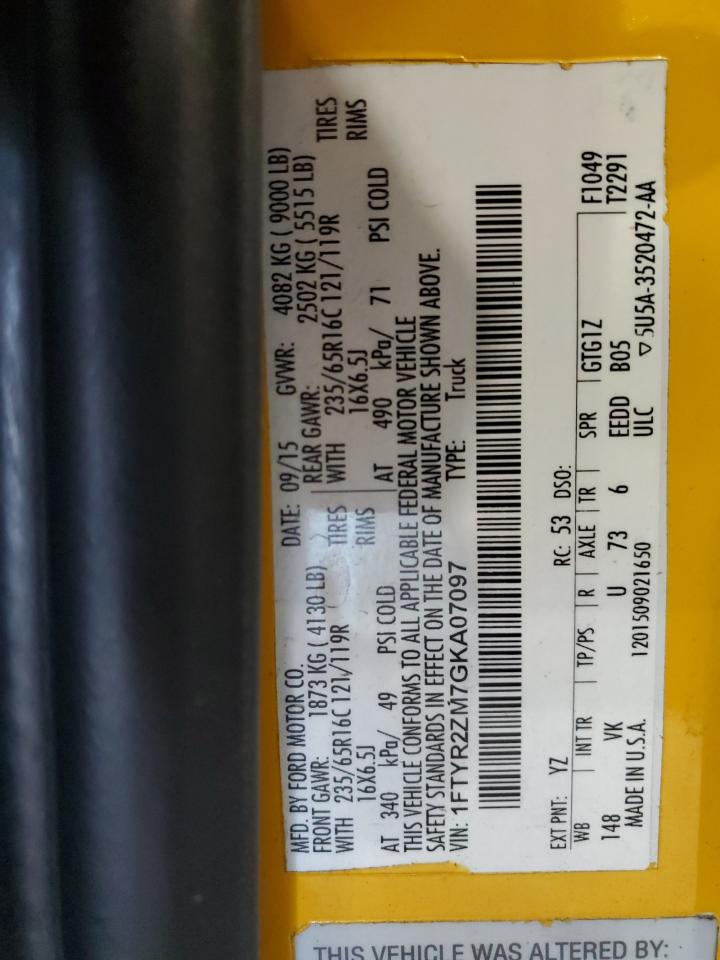 MFD. BY FORD MOTOR CO. DATE: 09/15 GVWR: 4082 KG ( 9000 LB)
FRONT GAWR: 1873 KG ( 4130 LB) REAR GAWR: 2502 KG ( 5515 LB)
WITH 235/65R16C 121/119R TIRES WITH 235/65R16C 121/119R TIRES
16X6.5J RIMS 16X6.5J RIMS
AT 340 kPa/ 49 PSI COLD AT 490 kPa/ 71 PSI COLD
THIS VEHICLE CONFORMS TO ALL APPLICABLE FEDERAL MOTOR VEHICLE
SAFETY STANDARDS IN EFFECT ON THE DATE OF MANUFACTURE SHOWN ABOVE.
VIN: 1FTYR2ZM7GKA07097 TYPE: Truck
EXT PNT: YZ RC: 53 DSO: F1049
WB INT TR TP/PS R AXLE TR SPR GTG1Z T2291
148 VK U 73 6 EEDD B05
MADE IN U.S.A. 1201509021650 ULC ▽5U5A-3520472-AA
THIS VEHICLE WAS ALTERED BY: